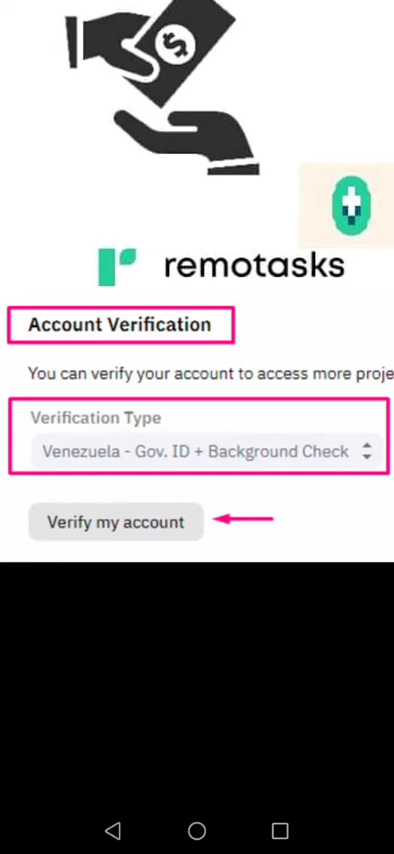 $
remotasks
Account Verification
You can verify your account to access more proje
Verification Type
Venezuela - Gov. ID + Background Check
Verify my account